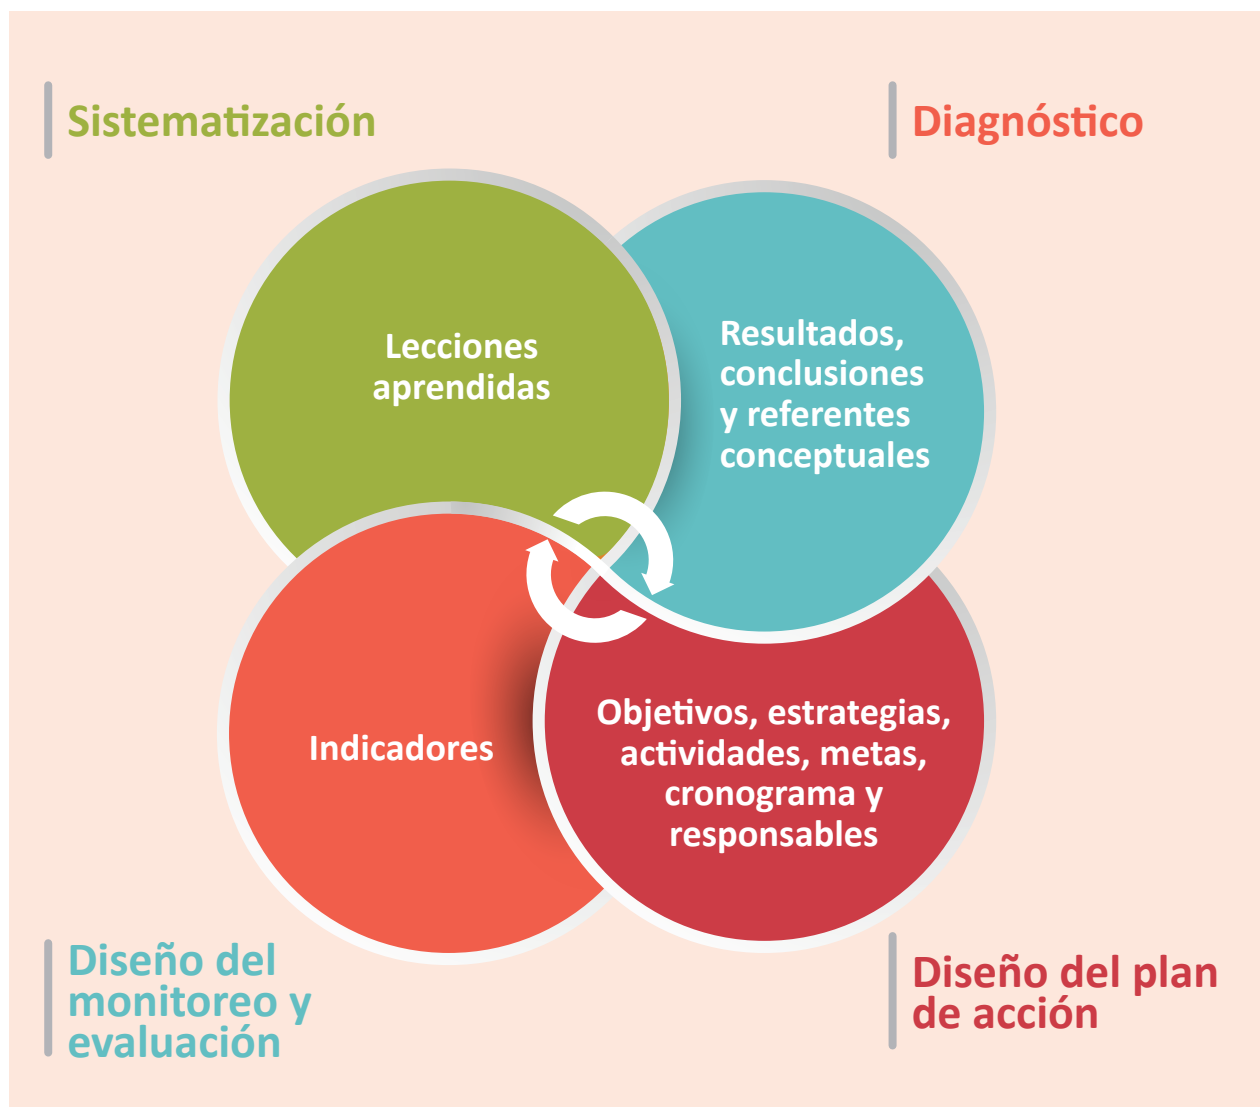 Sistematización
Diagnóstico
Lecciones
aprendidas
Resultados,
conclusiones
y referentes
conceptuales
Indicadores
Objetivos, estrategias,
actividades, metas,
cronograma y
responsables
Diseño del
monitoreo y
evaluación
Diseño del plan
de acción